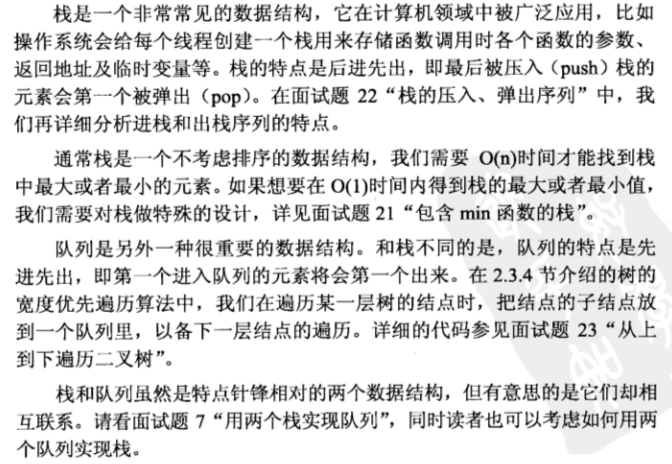 栈是一个非常常见的数据结构，它在计算机领域中被广泛应用，比如
操作系统会给每个线程创建一个栈用来存储函数调用时各个函数的参数、
返回地址及临时变量等。栈的特点是后进先出，即最后被压入（push）栈的
元素会第一个被弹出（pop）。在面试题 22“栈的压入、弹出序列”中，我
们再详细分析进栈和出栈序列的特点。
通常栈是一个不考虑排序的数据结构，我们需要 O(n)时间才能找到栈
中最大或者最小的元素。如果想要在 O(1)时间内得到栈的最大或者最小值，
我们需要对栈做特殊的设计，详见面试题 21“包含 min 函数的栈”。
队列是另外一种很重要的数据结构。和栈不同的是，队列的特点是先
进先出，即第一个进入队列的元素将会第一个出来。在 2.3.4 节介绍的树的
宽度优先遍历算法中，我们在遍历某一层树的结点时，把结点的子结点放
到一个队列里，以备下一层结点的遍历。详细的代码参见面试题 23“从上
到下遍历二叉树”。
栈和队列虽然是特点针锋相对的两个数据结构，但有意思的是它们却相
互联系。请看面试题 7“用两个栈实现队列”，同时读者也可以考虑如何用两
个队列实现栈。